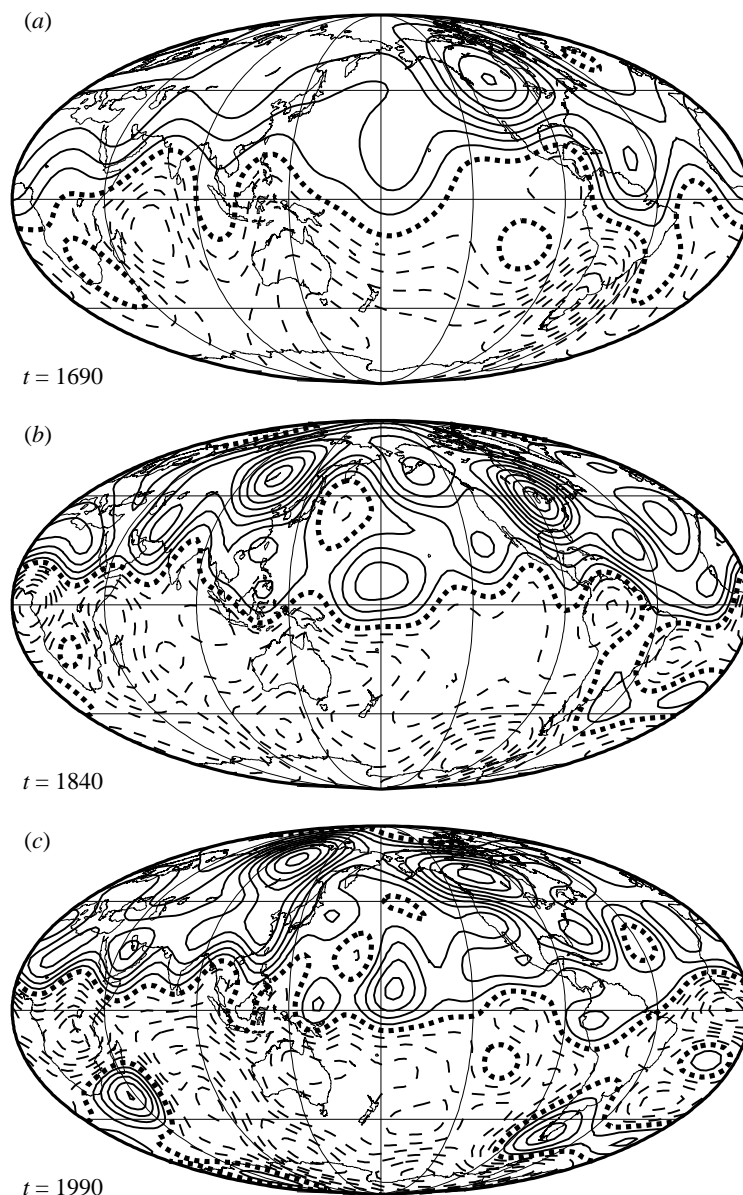 (a)
t = 1690
(b)
t = 1840
(c)
t = 1990